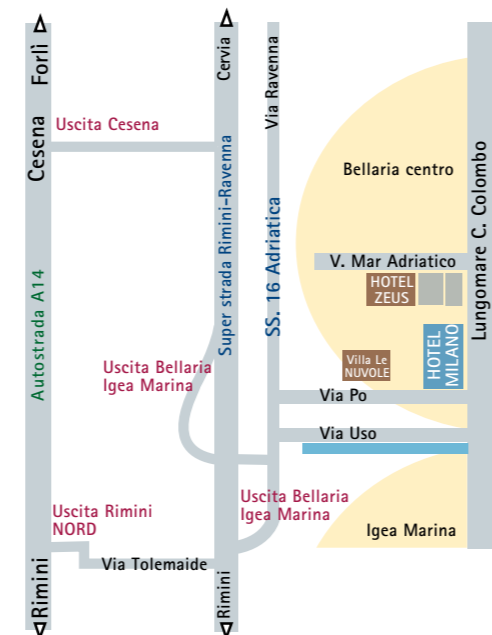 Forlì
Cesena
Autostrada A14
Rimini
Uscita Cesena
Cervia
Super strada Rimini-Ravenna
Rimini
Via Ravenna
SS. 16 Adriatica
Bellaria centro
Lungomare C. Colombo
V. Mar Adriatico
HOTEL
ZEUS
HOTEL
MILANO
Villa Le
NUVOLE
Uscita Bellaria
Igea Marina
Via Po
Via Uso
Uscita Bellaria
Igea Marina
Igea Marina
Uscita Rimini
NORD
Via Tolemaide